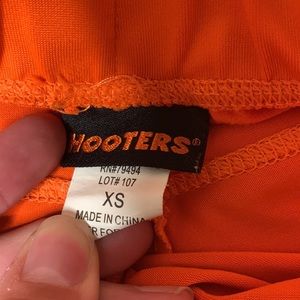 HOOTERS®
RN#79494
LOT# 107
XS
MADE IN CHINA